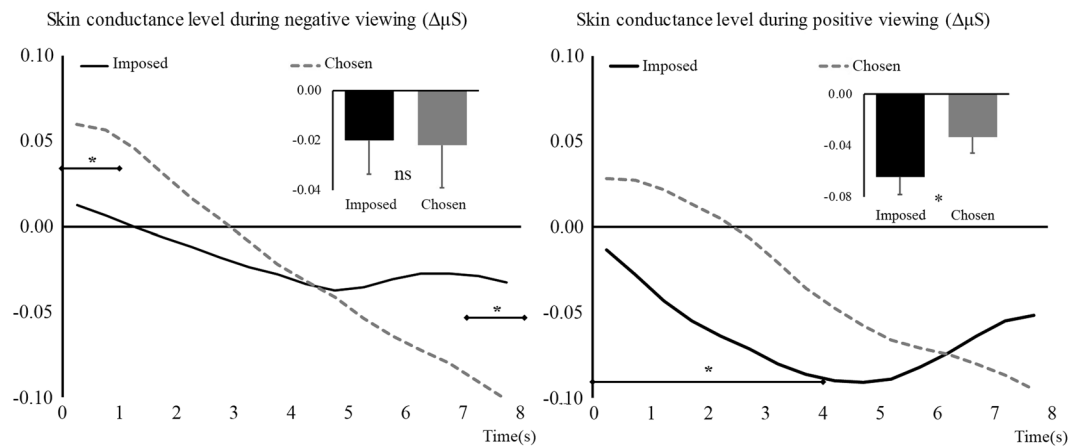 Skin conductance level during negative viewing (ΔμS)
0.10
0.05
0.00
-0.05
-0.10
Imposed
Chosen
0.00
-0.02
-0.04
ns
Imposed
Chosen
*
*
0
1
2
3
4
5
6
7
8
Time(s)
Skin conductance level during positive viewing (ΔμS)
0.10
0.05
0.00
-0.05
-0.10
Imposed
Chosen
0.00
-0.04
-0.08
*
Imposed
Chosen
*
0
1
2
3
4
5
6
7
8
Time(s)